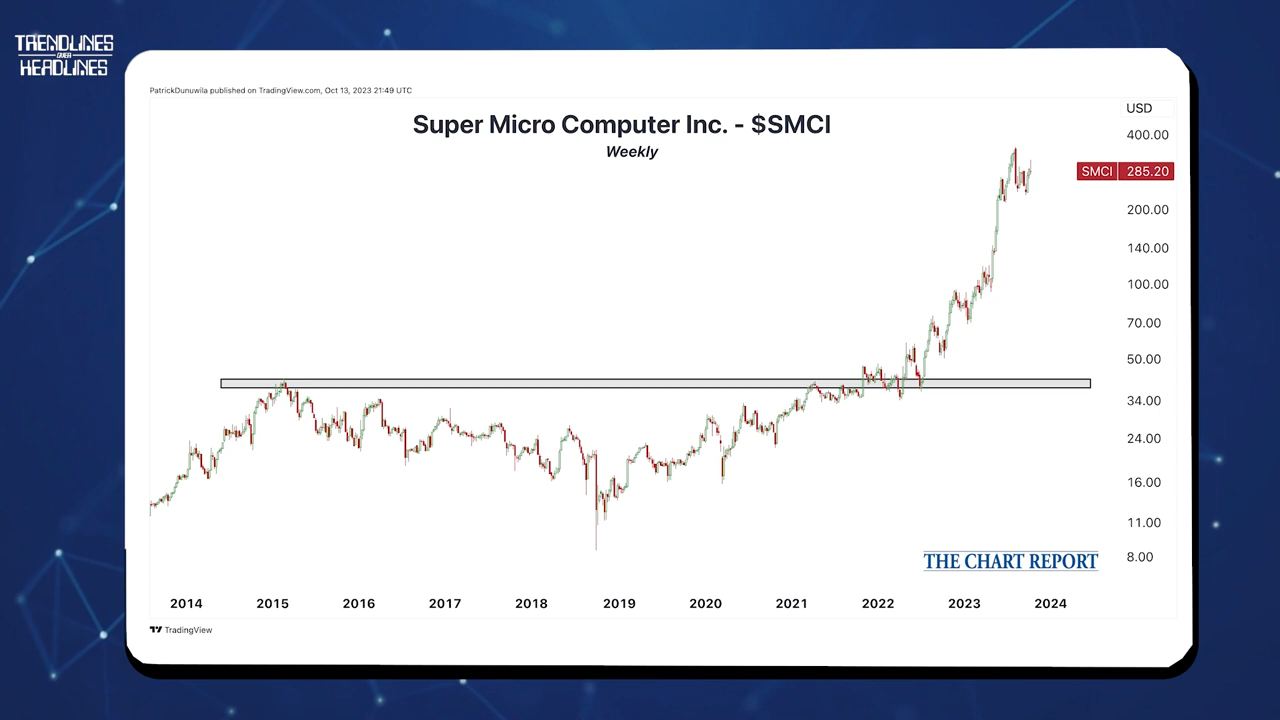 TRENDLINES
OVER
HEADLINES
PatrickDunuwila published on TradingView.com, Oct 13, 2023 21:49 UTC
Super Micro Computer Inc. - $SMCI
Weekly
USD
400.00
SMCI 285.20
200.00
140.00
100.00
70.00
50.00
34.00
24.00
16.00
11.00
8.00
THE CHART REPORT
2014 2015 2016 2017 2018 2019 2020 2021 2022 2023 2024
TradingView